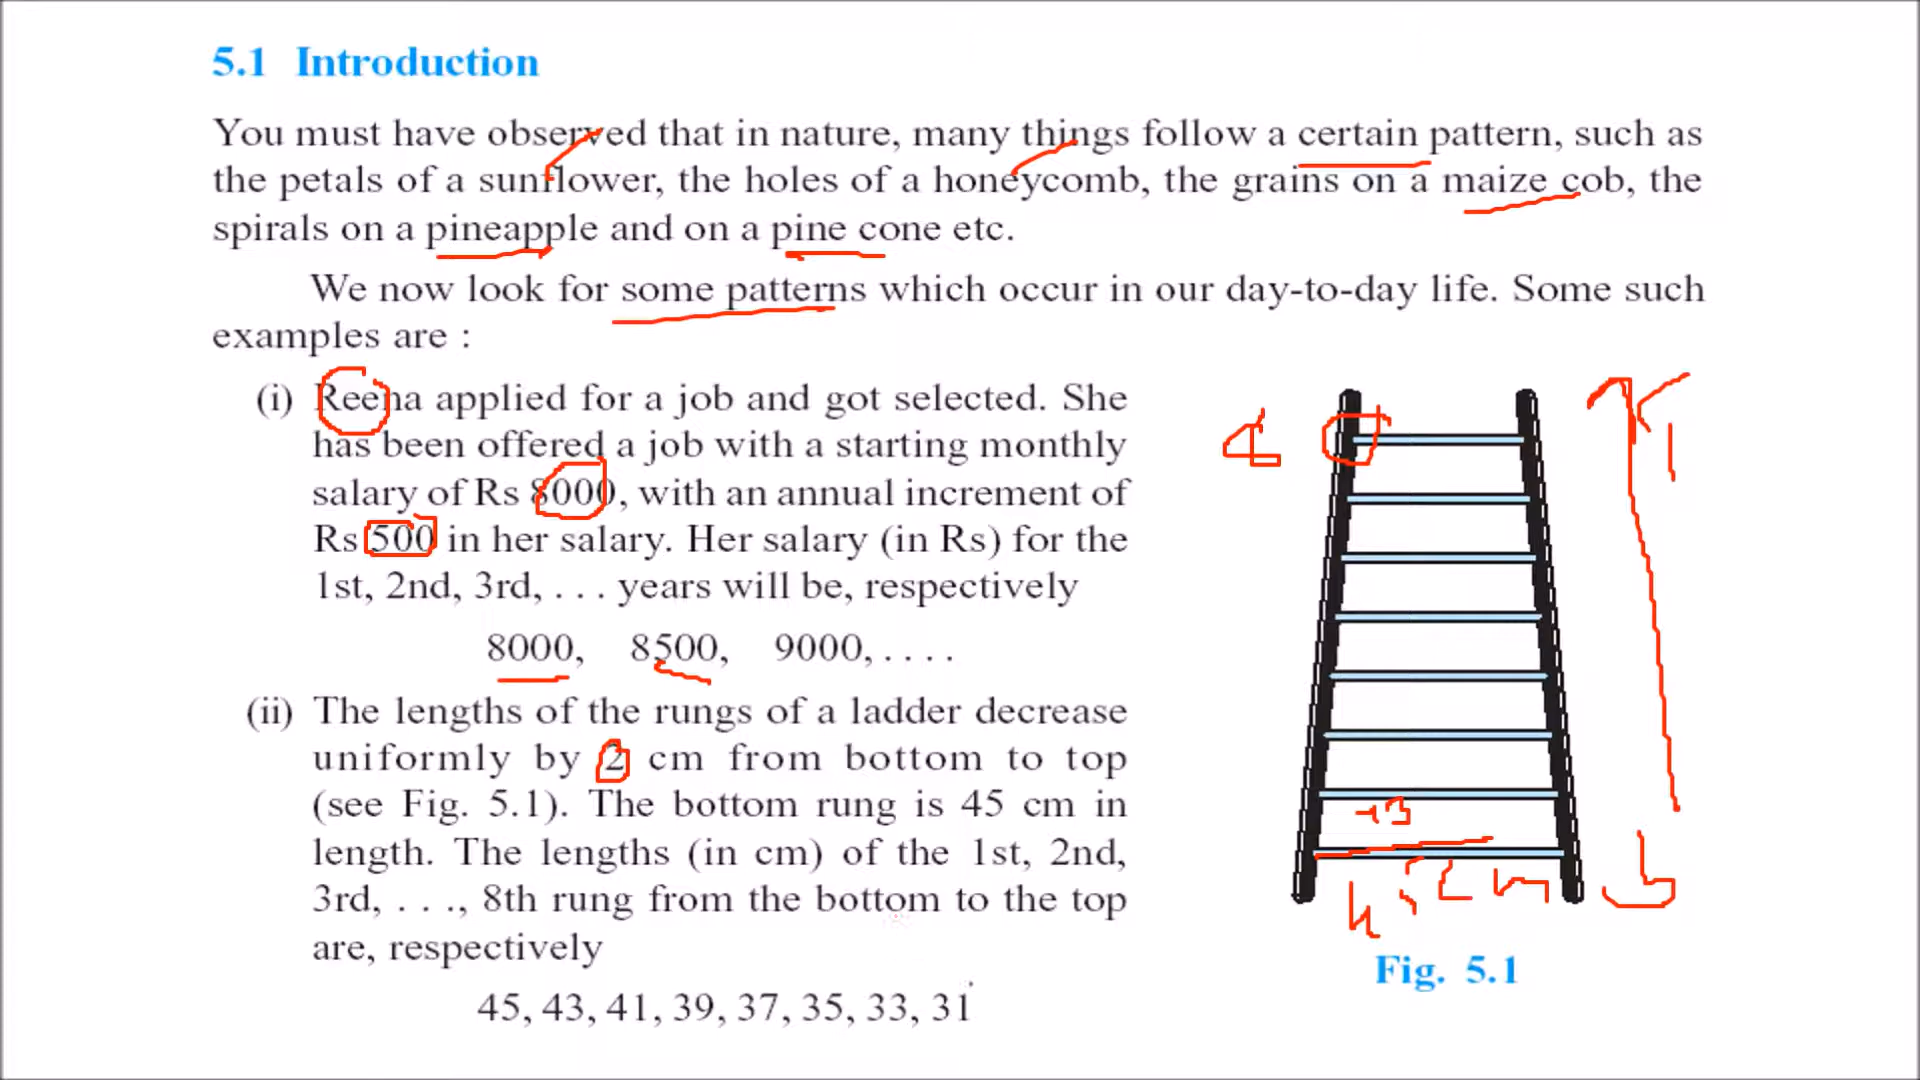 5.1 Introduction
You must have observed that in nature, many things follow a certain pattern, such as
the petals of a sunflower, the holes of a honeycomb, the grains on a maize cob, the
spirals on a pineapple and on a pine cone etc.
We now look for some patterns which occur in our day-to-day life. Some such
examples are :
(i) Reena applied for a job and got selected. She
has been offered a job with a starting monthly
salary of Rs 8000, with an annual increment of
Rs 500 in her salary. Her salary (in Rs) for the
1st, 2nd, 3rd, . . . years will be, respectively
8000, 8500, 9000, . . . .
(ii) The lengths of the rungs of a ladder decrease
uniformly by 2 cm from bottom to top
(see Fig. 5.1). The bottom rung is 45 cm in
length. The lengths (in cm) of the 1st, 2nd,
3rd, . . ., 8th rung from the bottom to the top
are, respectively
45, 43, 41, 39, 37, 35, 33, 31
Fig. 5.1